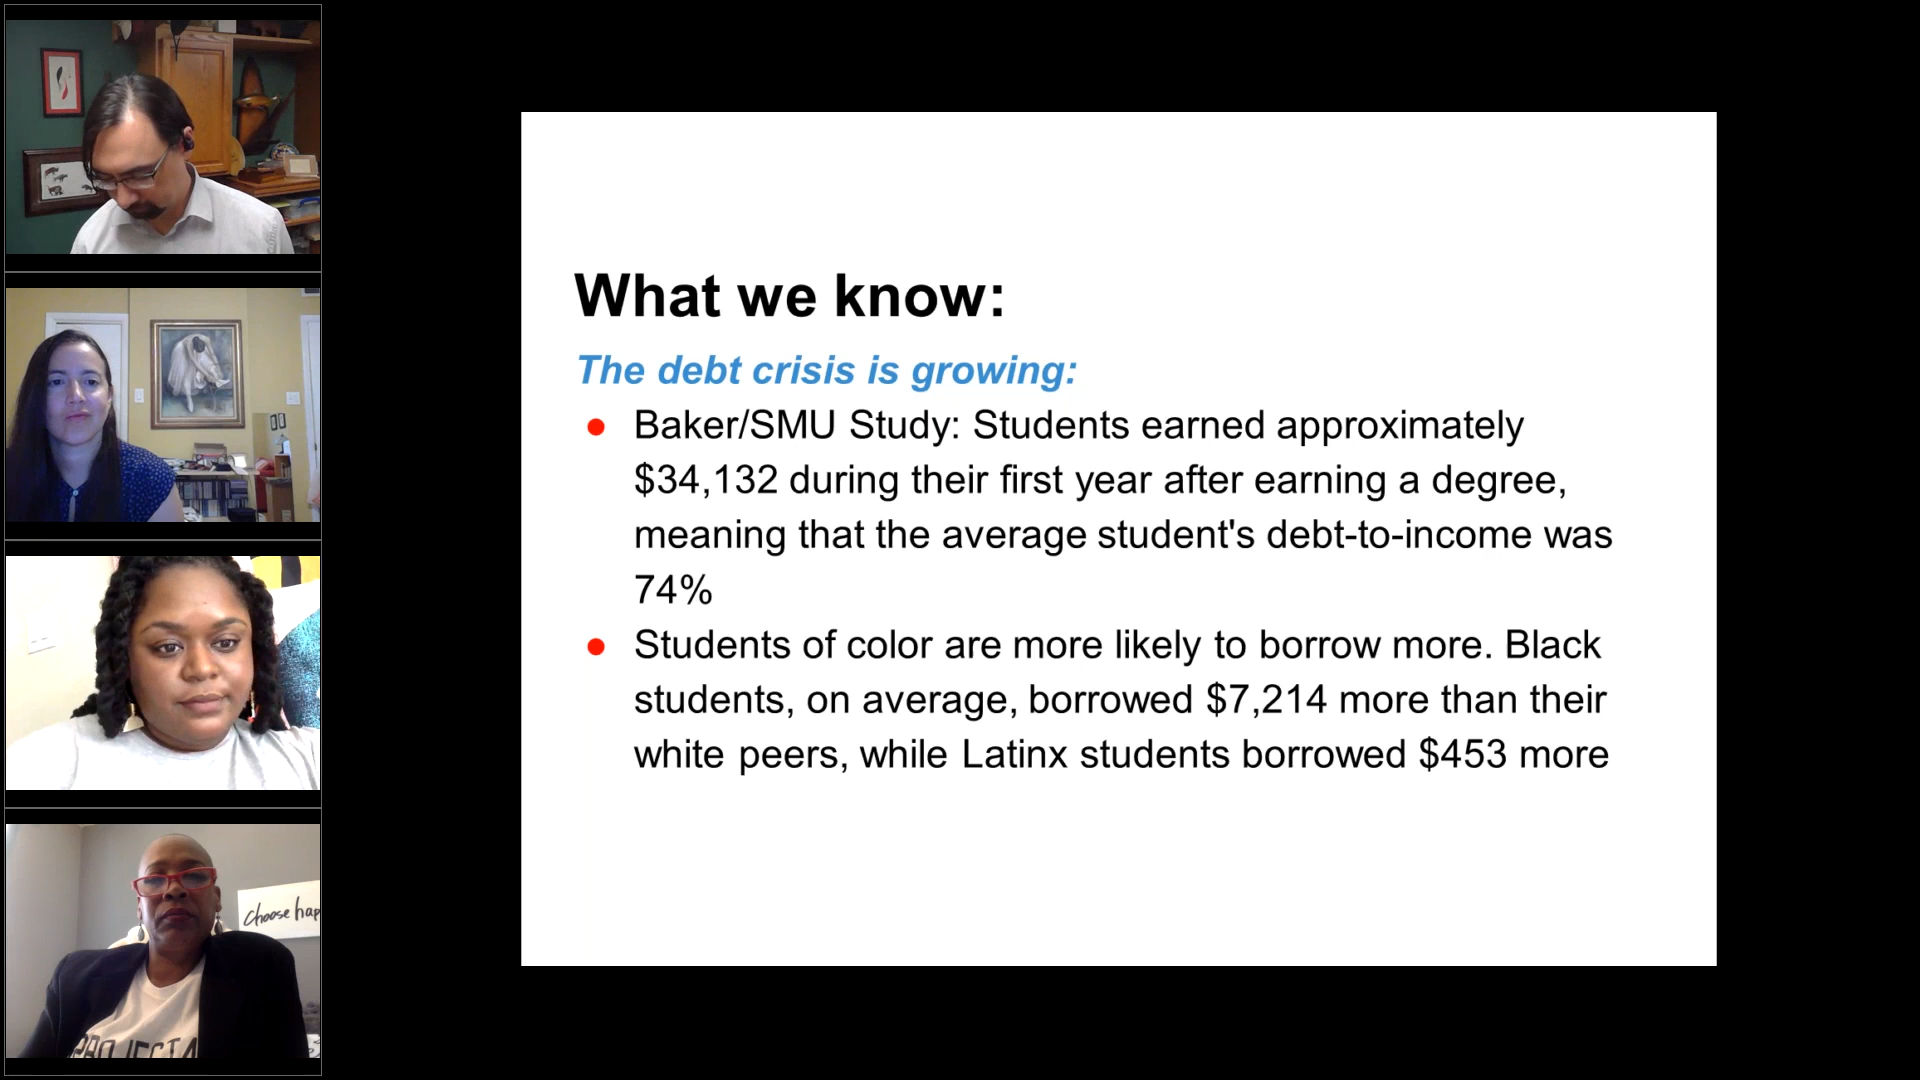 What we know:
The debt crisis is growing:
● Baker/SMU Study: Students earned approximately
$34,132 during their first year after earning a degree,
meaning that the average student's debt-to-income was
74%
● Students of color are more likely to borrow more. Black
students, on average, borrowed $7,214 more than their
white peers, while Latinx students borrowed $453 more
choose hap
PROJECT